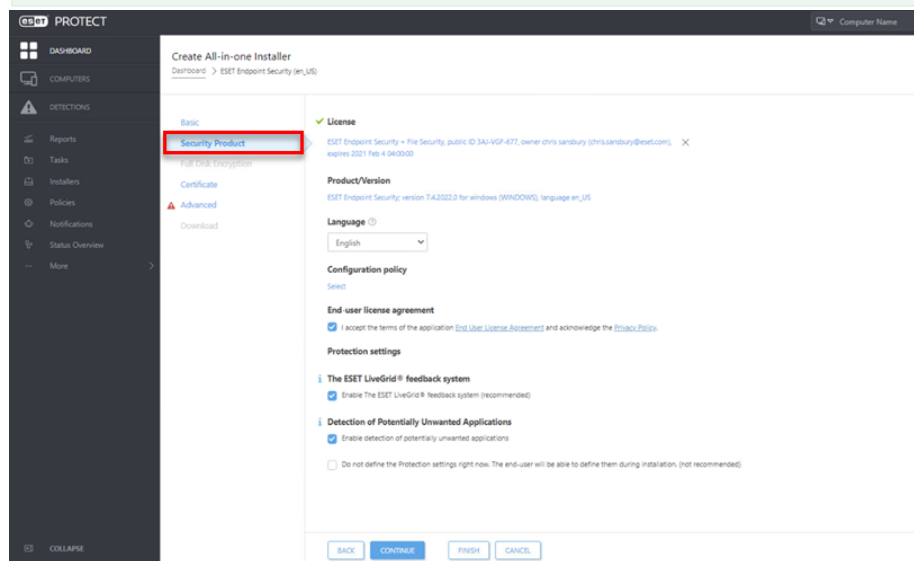 eset PROTECT
Computer Name
DASHBOARD
COMPUTERS
DETECTIONS
Reports
Tasks
Installers
Policies
Notifications
Status Overview
More
COLLAPSE
Create All-in-one Installer
Dashboard > ESET Endpoint Security (en_US)
Basic
Security Product
Full Disk Encryption
Certificate
Advanced
Download
License
ESET Endpoint Security + File Security, public ID 3AJ-VGF-677, owner chris sansbury (chris.sansbury@eset.com),
expires 2021 Feb 4 04:00:00
Product/Version
ESET Endpoint Security; version 7.4.2022.0 for windows (WINDOWS), language en_US
Language
English
Configuration policy
Select
End-user license agreement
I accept the terms of the application End User License Agreement and acknowledge the Privacy Policy.
Protection settings
The ESET LiveGrid® feedback system
Enable The ESET LiveGrid® feedback system (recommended)
Detection of Potentially Unwanted Applications
Enable detection of potentially unwanted applications
Do not define the Protection settings right now. The end-user will be able to define them during installation. (not recommended)
BACK CONTINUE FINISH CANCEL